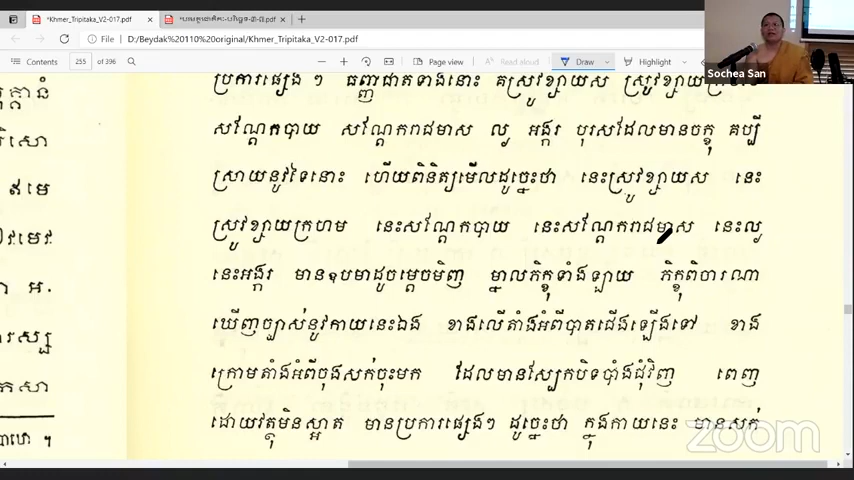 *Khmer_Tripitaka_V2-017.pdf
File
D:/Beydak%20110%20original/Khmer_Tripitaka_V2-017.pdf
Contents
255
of 396
Page view
Draw
Highlight
Sochea San
ប្រការផ្សេង ៗ ធញ្ញជាតទាំងនោះ គឺស្រូវខ្សាយស ស្រូវខ្សាយក្រហម
សណ្តែកបាយ សណ្តែករាជមាស ល្ង អង្ករ បុរសដែលមានចក្ខុ គប្បី
ស្រាយនូវថៃនោះ ហើយពិនិត្យមើលដូច្នេះថា នេះស្រូវខ្សាយស នេះ
ស្រូវខ្សាយក្រហម នេះសណ្តែកបាយ នេះសណ្តែករាជមាស នេះល្ង
នេះអង្ករ មានឧបមាដូចម្តេចមិញ ម្នាលភិក្ខុទាំងឡាយ ភិក្ខុពិចារណា
ឃើញច្បាស់នូវកាយនេះឯង ខាងលើតាំងអំពីបាតជើងឡើងទៅ ខាង
ក្រោមតាំងអំពីចុងសក់ចុះមក ដែលមានស្បែកបិទបាំងជុំវិញ ពេញ
ដោយវត្ថុមិនស្អាត មានប្រការផ្សេងៗ ដូច្នេះថា ក្នុងកាយនេះ មានសក់
zoom